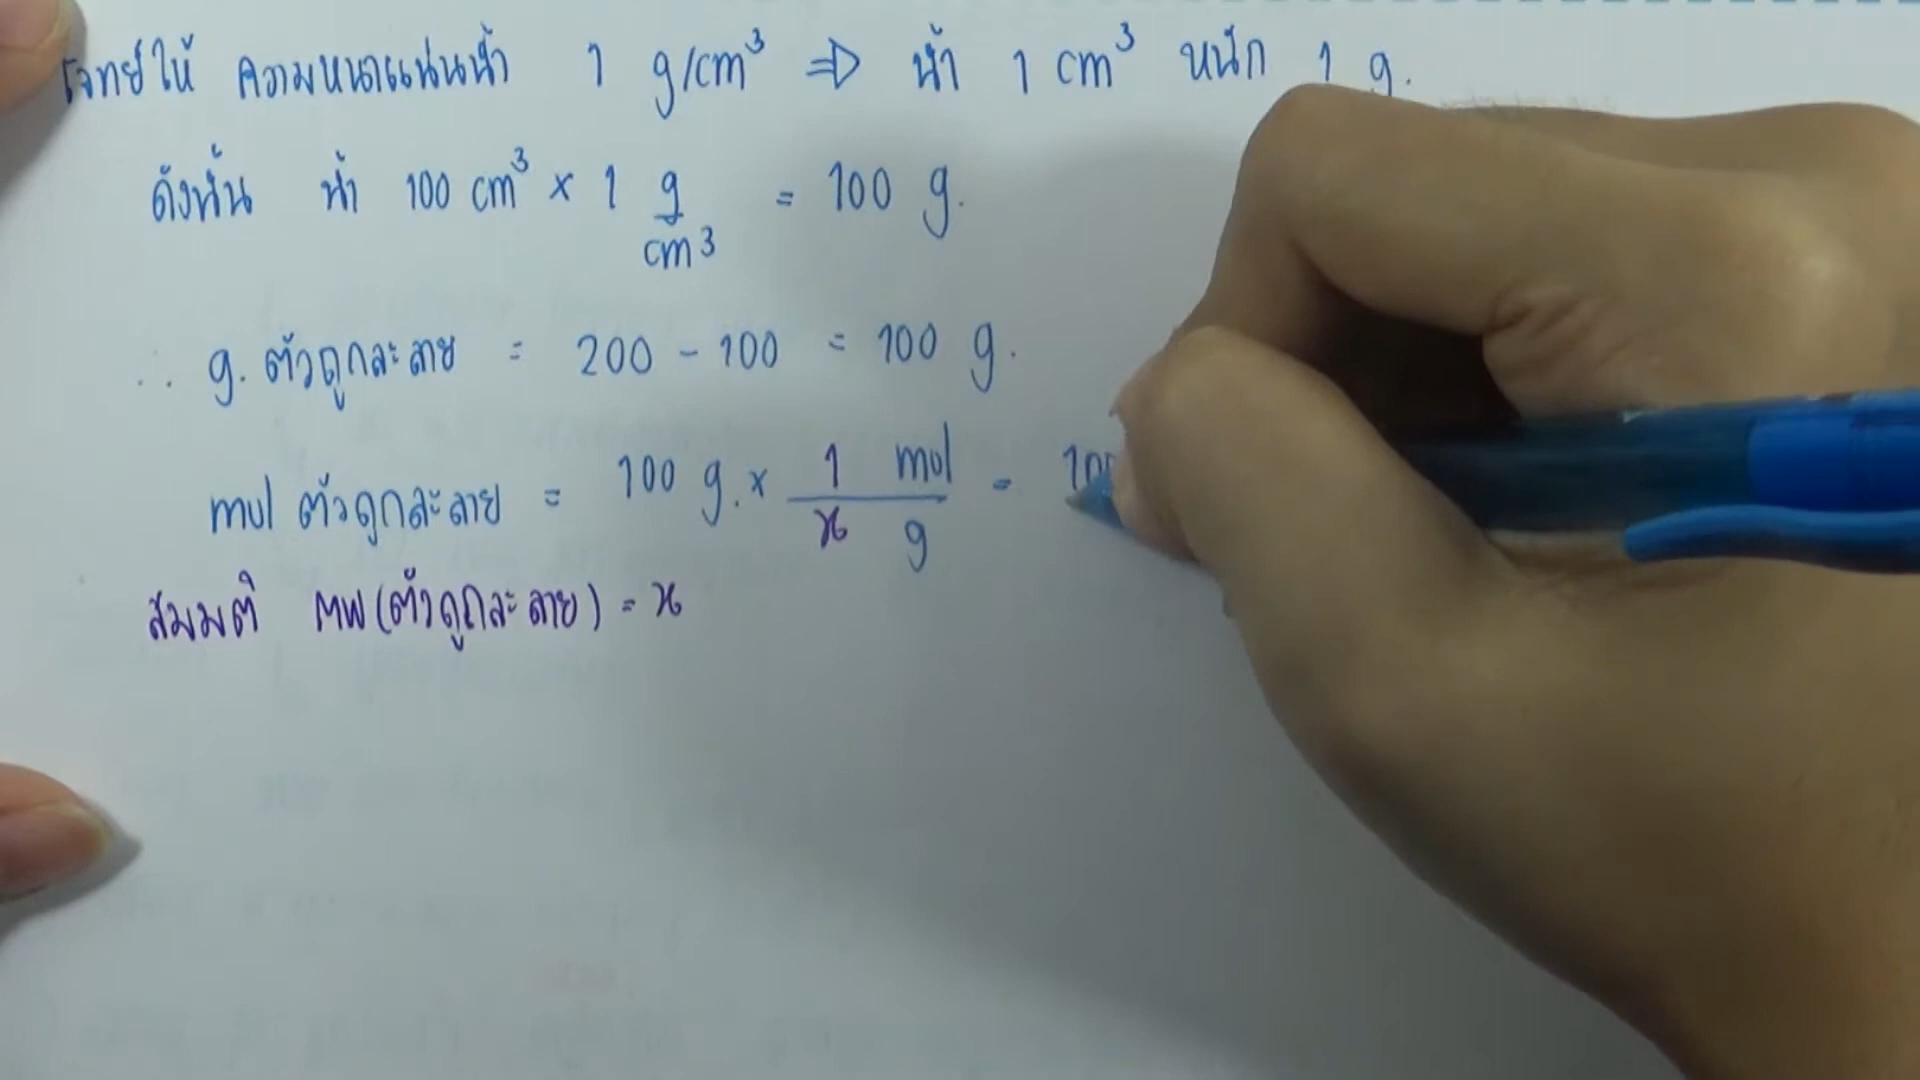 โจทย์ให้ ความหนาแน่นน้ำ 1 g/cm³ ⇒ น้ำ 1 cm³ หนัก 1 g.
ดังนั้น น้ำ 100 cm³ × 1 g/cm³ = 100 g.
∴ g. ตัวถูกละลาย = 200 - 100 = 100 g.
mol ตัวถูกละลาย = 100 g. × 1 mol / x g = 100
สมมติ MW (ตัวถูกละลาย) = x